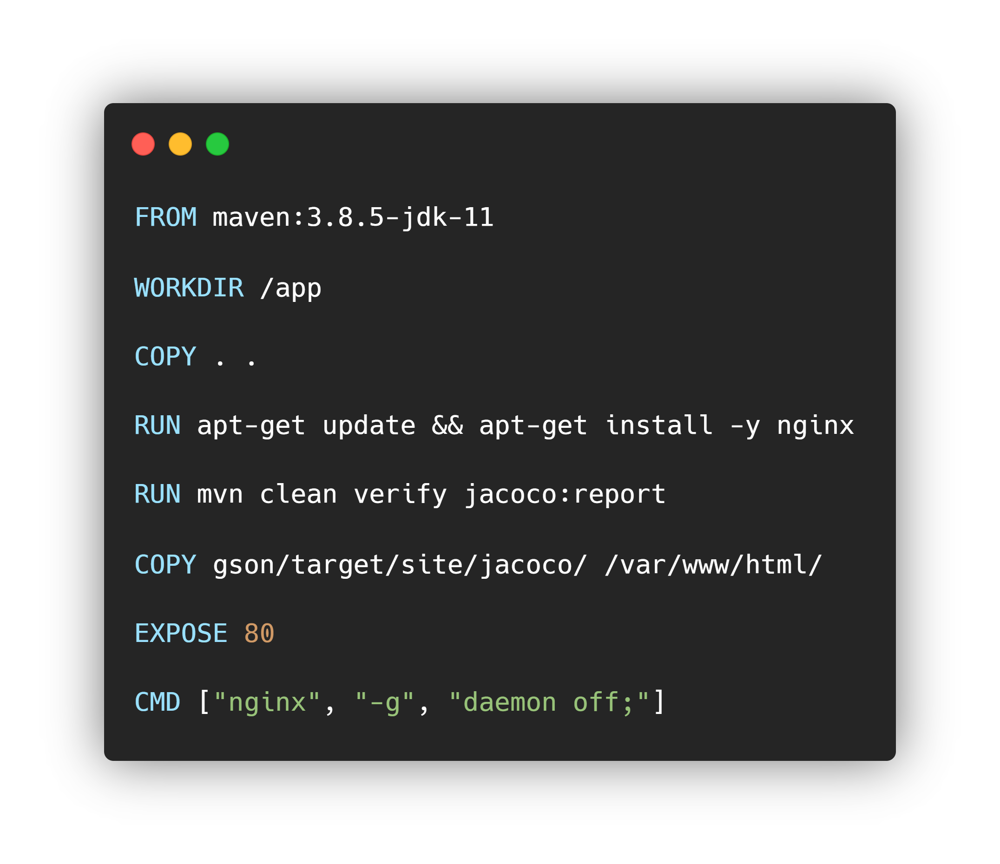 FROM maven:3.8.5-jdk-11
WORKDIR /app
COPY . .
RUN apt-get update && apt-get install -y nginx
RUN mvn clean verify jacoco:report
COPY gson/target/site/jacoco/ /var/www/html/
EXPOSE 80
CMD ["nginx", "-g", "daemon off;"]